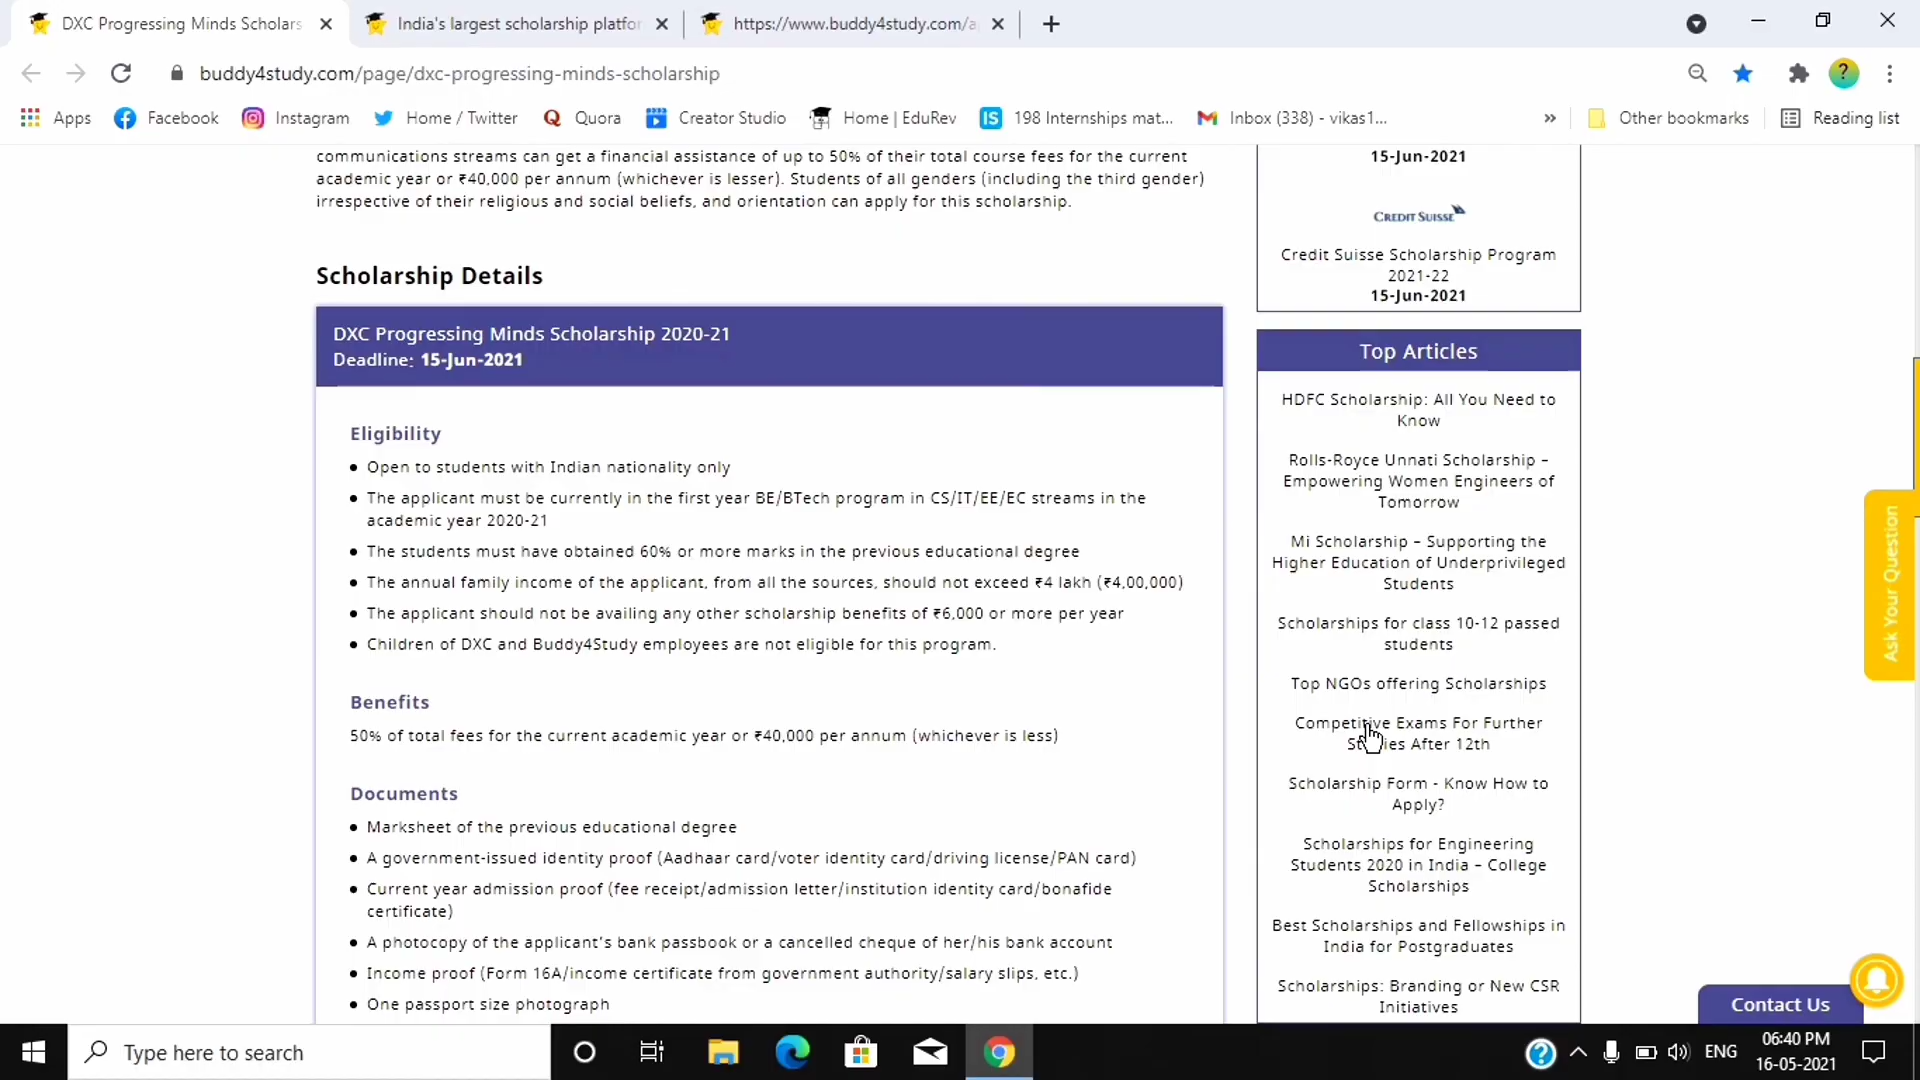 DXC Progressing Minds Scholars
India's largest scholarship platfor
https://www.buddy4study.com/a
buddy4study.com/page/dxc-progressing-minds-scholarship
Apps
Facebook
Instagram
Home / Twitter
Quora
Creator Studio
Home | EduRev
IS
198 Internships mat...
Inbox (338) - vikas1...
»
Other bookmarks
Reading list
communications streams can get a financial assistance of up to 50% of their total course fees for the current
academic year or ₹40,000 per annum (whichever is lesser). Students of all genders (including the third gender)
irrespective of their religious and social beliefs, and orientation can apply for this scholarship.
Scholarship Details
DXC Progressing Minds Scholarship 2020-21
Deadline: 15-Jun-2021
Eligibility
• Open to students with Indian nationality only
• The applicant must be currently in the first year BE/BTech program in CS/IT/EE/EC streams in the
academic year 2020-21
• The students must have obtained 60% or more marks in the previous educational degree
• The annual family income of the applicant, from all the sources, should not exceed ₹4 lakh (₹4,00,000)
• The applicant should not be availing any other scholarship benefits of ₹6,000 or more per year
• Children of DXC and Buddy4Study employees are not eligible for this program.
Benefits
50% of total fees for the current academic year or ₹40,000 per annum (whichever is less)
Documents
• Marksheet of the previous educational degree
• A government-issued identity proof (Aadhaar card/voter identity card/driving license/PAN card)
• Current year admission proof (fee receipt/admission letter/institution identity card/bonafide
certificate)
• A photocopy of the applicant's bank passbook or a cancelled cheque of her/his bank account
• Income proof (Form 16A/income certificate from government authority/salary slips, etc.)
• One passport size photograph
15-Jun-2021
CREDIT SUISSE
Credit Suisse Scholarship Program
2021-22
15-Jun-2021
Top Articles
HDFC Scholarship: All You Need to
Know
Rolls-Royce Unnati Scholarship –
Empowering Women Engineers of
Tomorrow
Mi Scholarship – Supporting the
Higher Education of Underprivileged
Students
Scholarships for class 10-12 passed
students
Top NGOs offering Scholarships
Competitive Exams For Further
Studies After 12th
Scholarship Form - Know How to
Apply?
Scholarships for Engineering
Students 2020 in India – College
Scholarships
Best Scholarships and Fellowships in
India for Postgraduates
Scholarships: Branding or New CSR
Initiatives
Ask Your Question
Contact Us
Type here to search
ENG
06:40 PM
16-05-2021